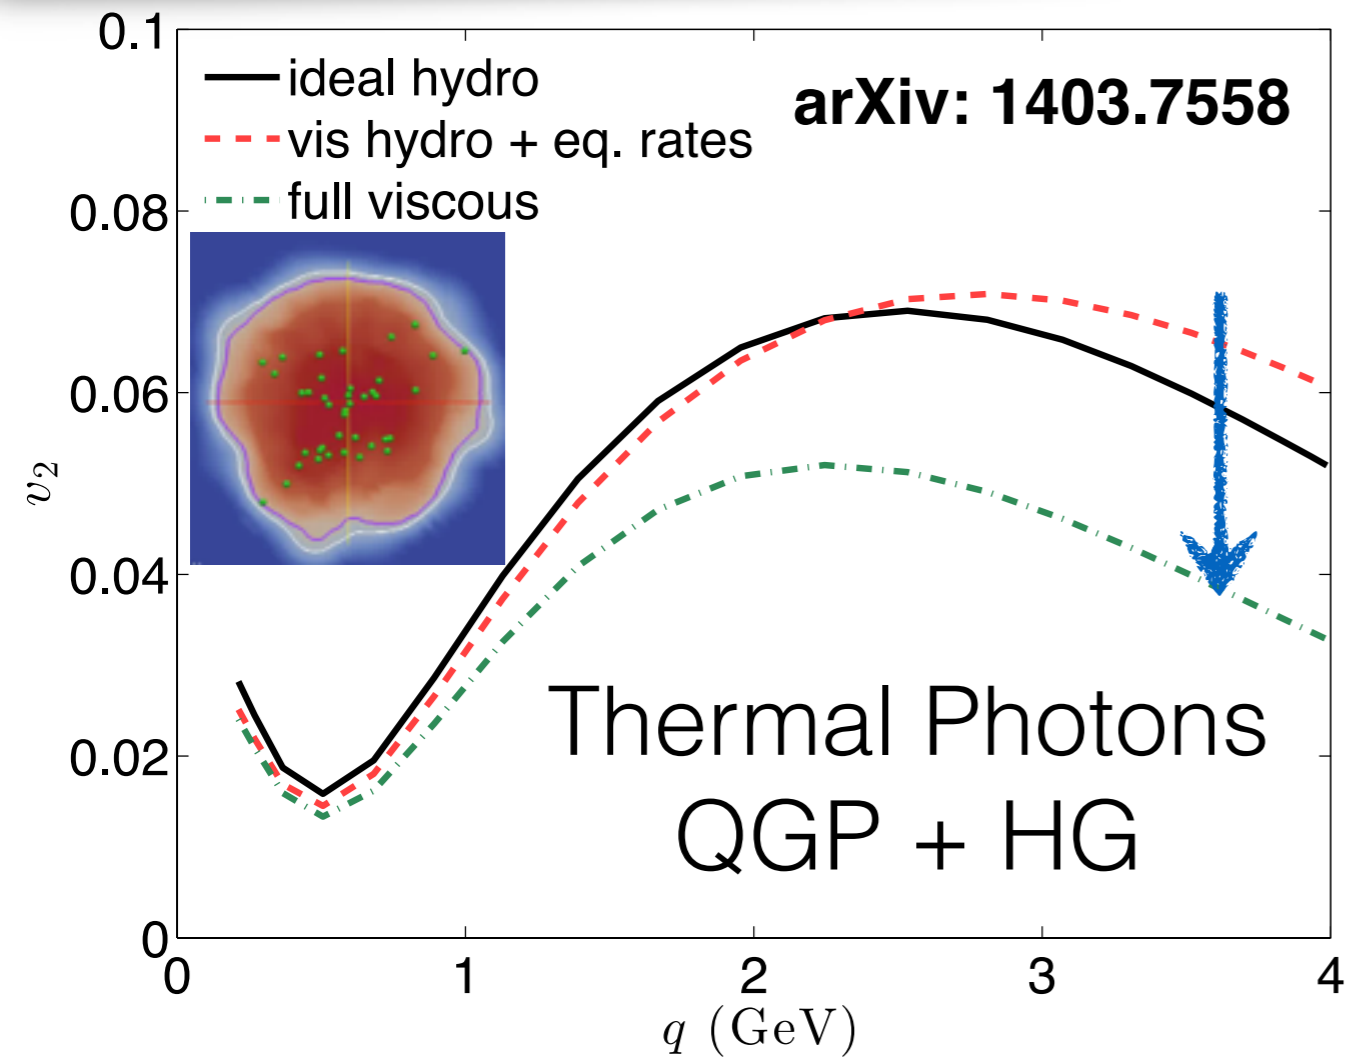 0.1
ideal hydro
vis hydro + eq. rates
full viscous
arXiv: 1403.7558
0.08
0.06
0.04
0.02
0
v₂
Thermal Photons
QGP + HG
0 1 2 3 4
q (GeV)